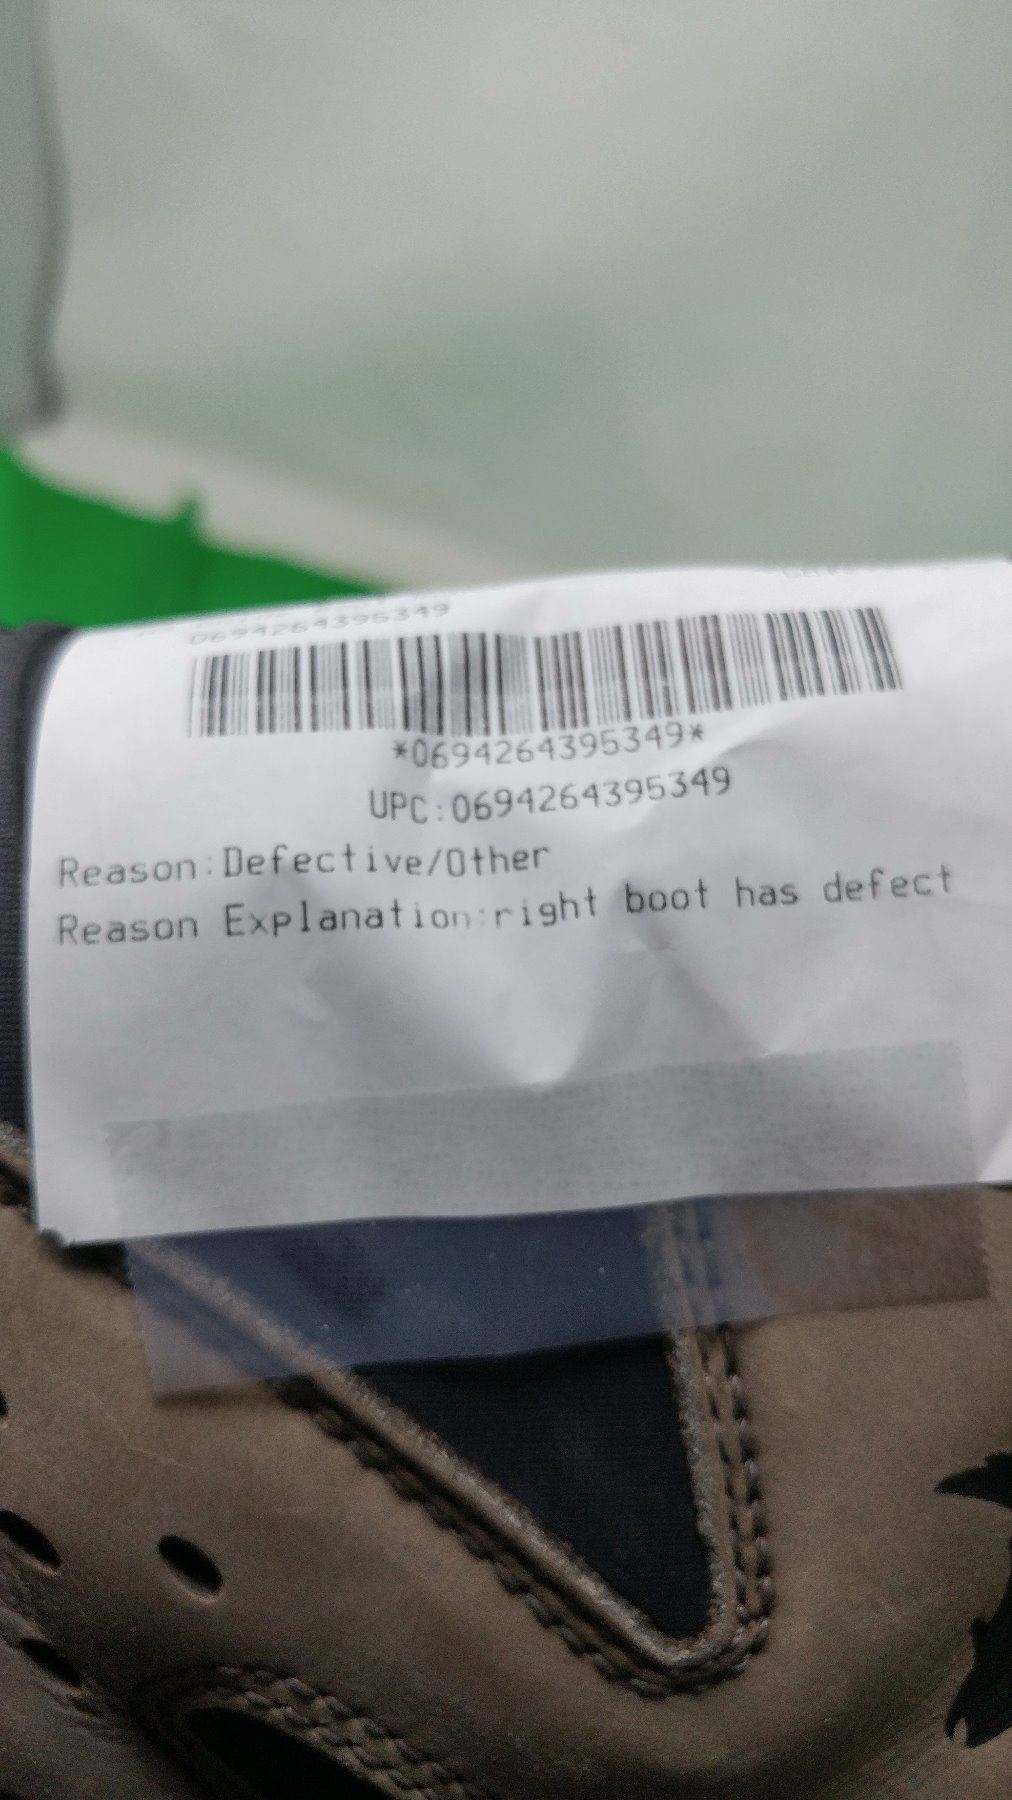 0694264395349
*0694264395349*
UPC:0694264395349
Reason:Defective/Other
Reason Explanation:right boot has defect